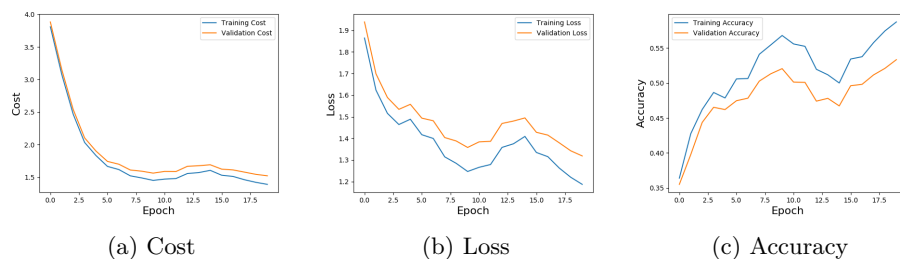 4.0
3.5
3.0
2.5
2.0
1.5
Cost
Training Cost
Validation Cost
0.0 2.5 5.0 7.5 10.0 12.5 15.0 17.5
Epoch
(a) Cost
1.9
1.8
1.7
1.6
1.5
1.4
1.3
1.2
Loss
Training Loss
Validation Loss
0.0 2.5 5.0 7.5 10.0 12.5 15.0 17.5
Epoch
(b) Loss
0.55
0.50
0.45
0.40
0.35
Accuracy
Training Accuracy
Validation Accuracy
0.0 2.5 5.0 7.5 10.0 12.5 15.0 17.5
Epoch
(c) Accuracy